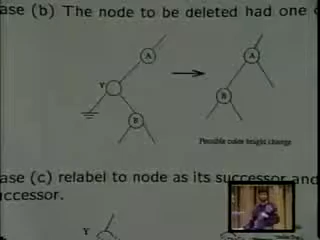 ase (b) The node to be deleted had one
A
A
Y
B
B
Possible color height change
ase (c) relabel to node as its successor and
uccessor.
Y